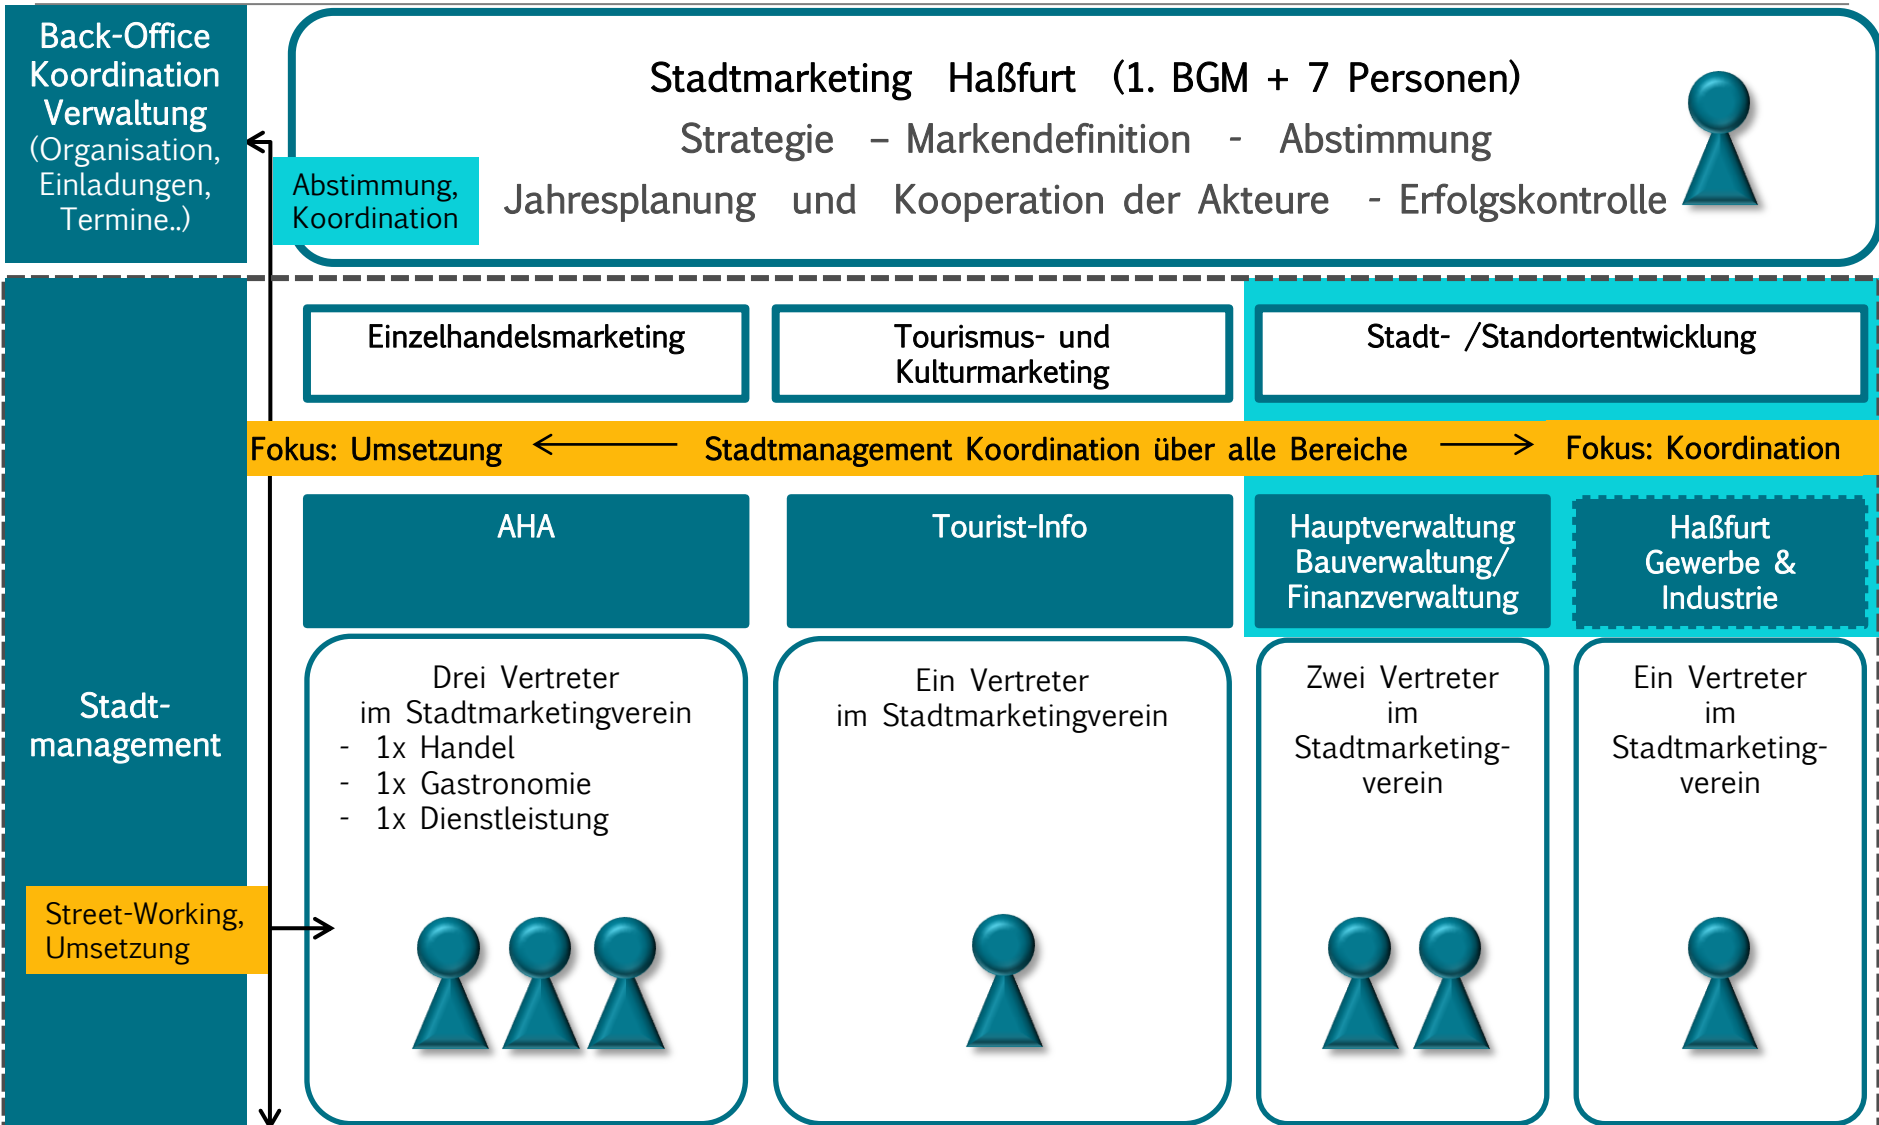 Back-Office
Koordination
Verwaltung
(Organisation,
Einladungen,
Termine..)
Stadtmarketing Haßfurt (1. BGM + 7 Personen)
Strategie – Markendefinition - Abstimmung
Jahresplanung und Kooperation der Akteure - Erfolgskontrolle
Abstimmung,
Koordination
Einzelhandelsmarketing
Tourismus- und
Kulturmarketing
Stadt- /Standortentwicklung
Fokus: Umsetzung
Stadtmanagement Koordination über alle Bereiche
Fokus: Koordination
AHA
Tourist-Info
Hauptverwaltung
Bauverwaltung/
Finanzverwaltung
Haßfurt
Gewerbe &
Industrie
Stadt-
management
Drei Vertreter
im Stadtmarketingverein
- 1x Handel
- 1x Gastronomie
- 1x Dienstleistung
Ein Vertreter
im Stadtmarketingverein
Zwei Vertreter
im
Stadtmarketing-
verein
Ein Vertreter
im
Stadtmarketing-
verein
Street-Working,
Umsetzung